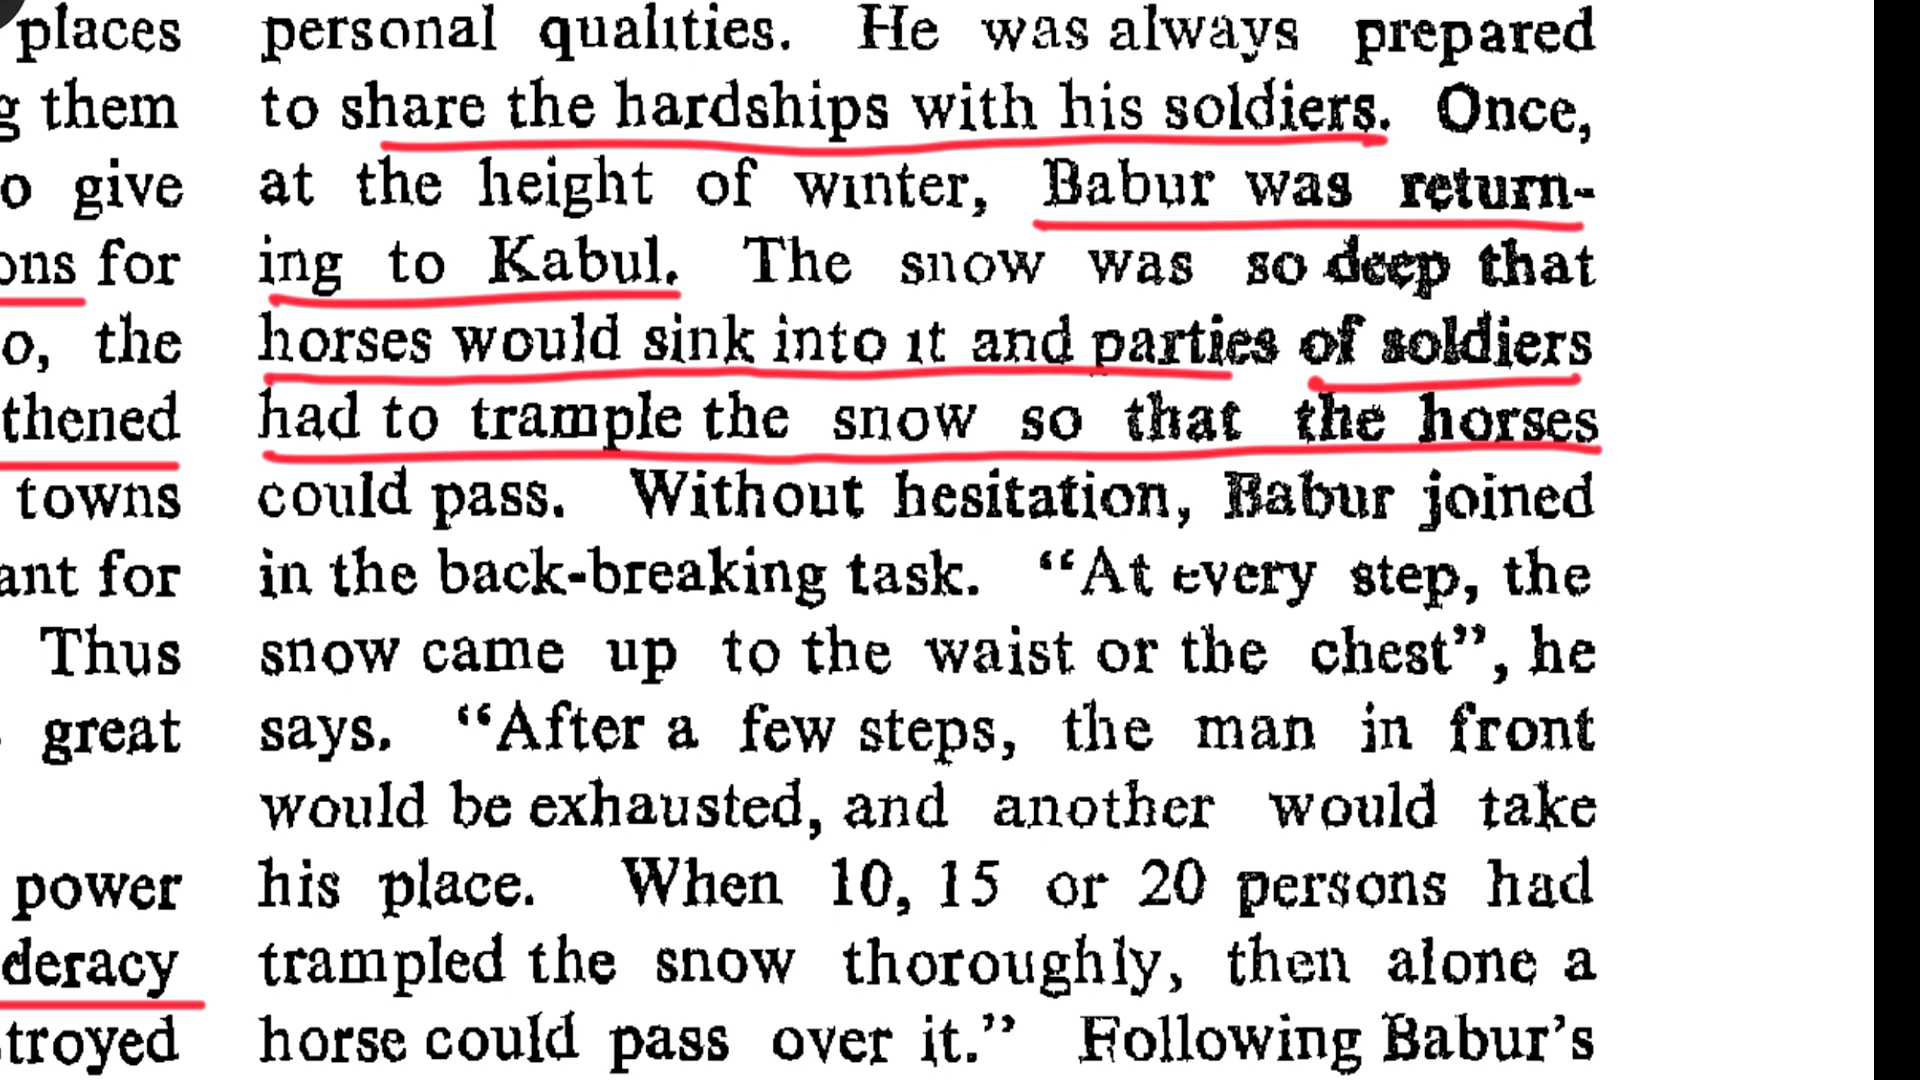 places
g them
o give
ons for
o, the
thened
towns
ant for
Thus
great
power
deracy
troyed
personal qualities. He was always prepared
to share the hardships with his soldiers. Once,
at the height of winter, Babur was return-
ing to Kabul. The snow was so deep that
horses would sink into it and parties of soldiers
had to trample the snow so that the horses
could pass. Without hesitation, Babur joined
in the back-breaking task. “At every step, the
snow came up to the waist or the chest”, he
says. “After a few steps, the man in front
would be exhausted, and another would take
his place. When 10, 15 or 20 persons had
trampled the snow thoroughly, then alone a
horse could pass over it.” Following Babur’s